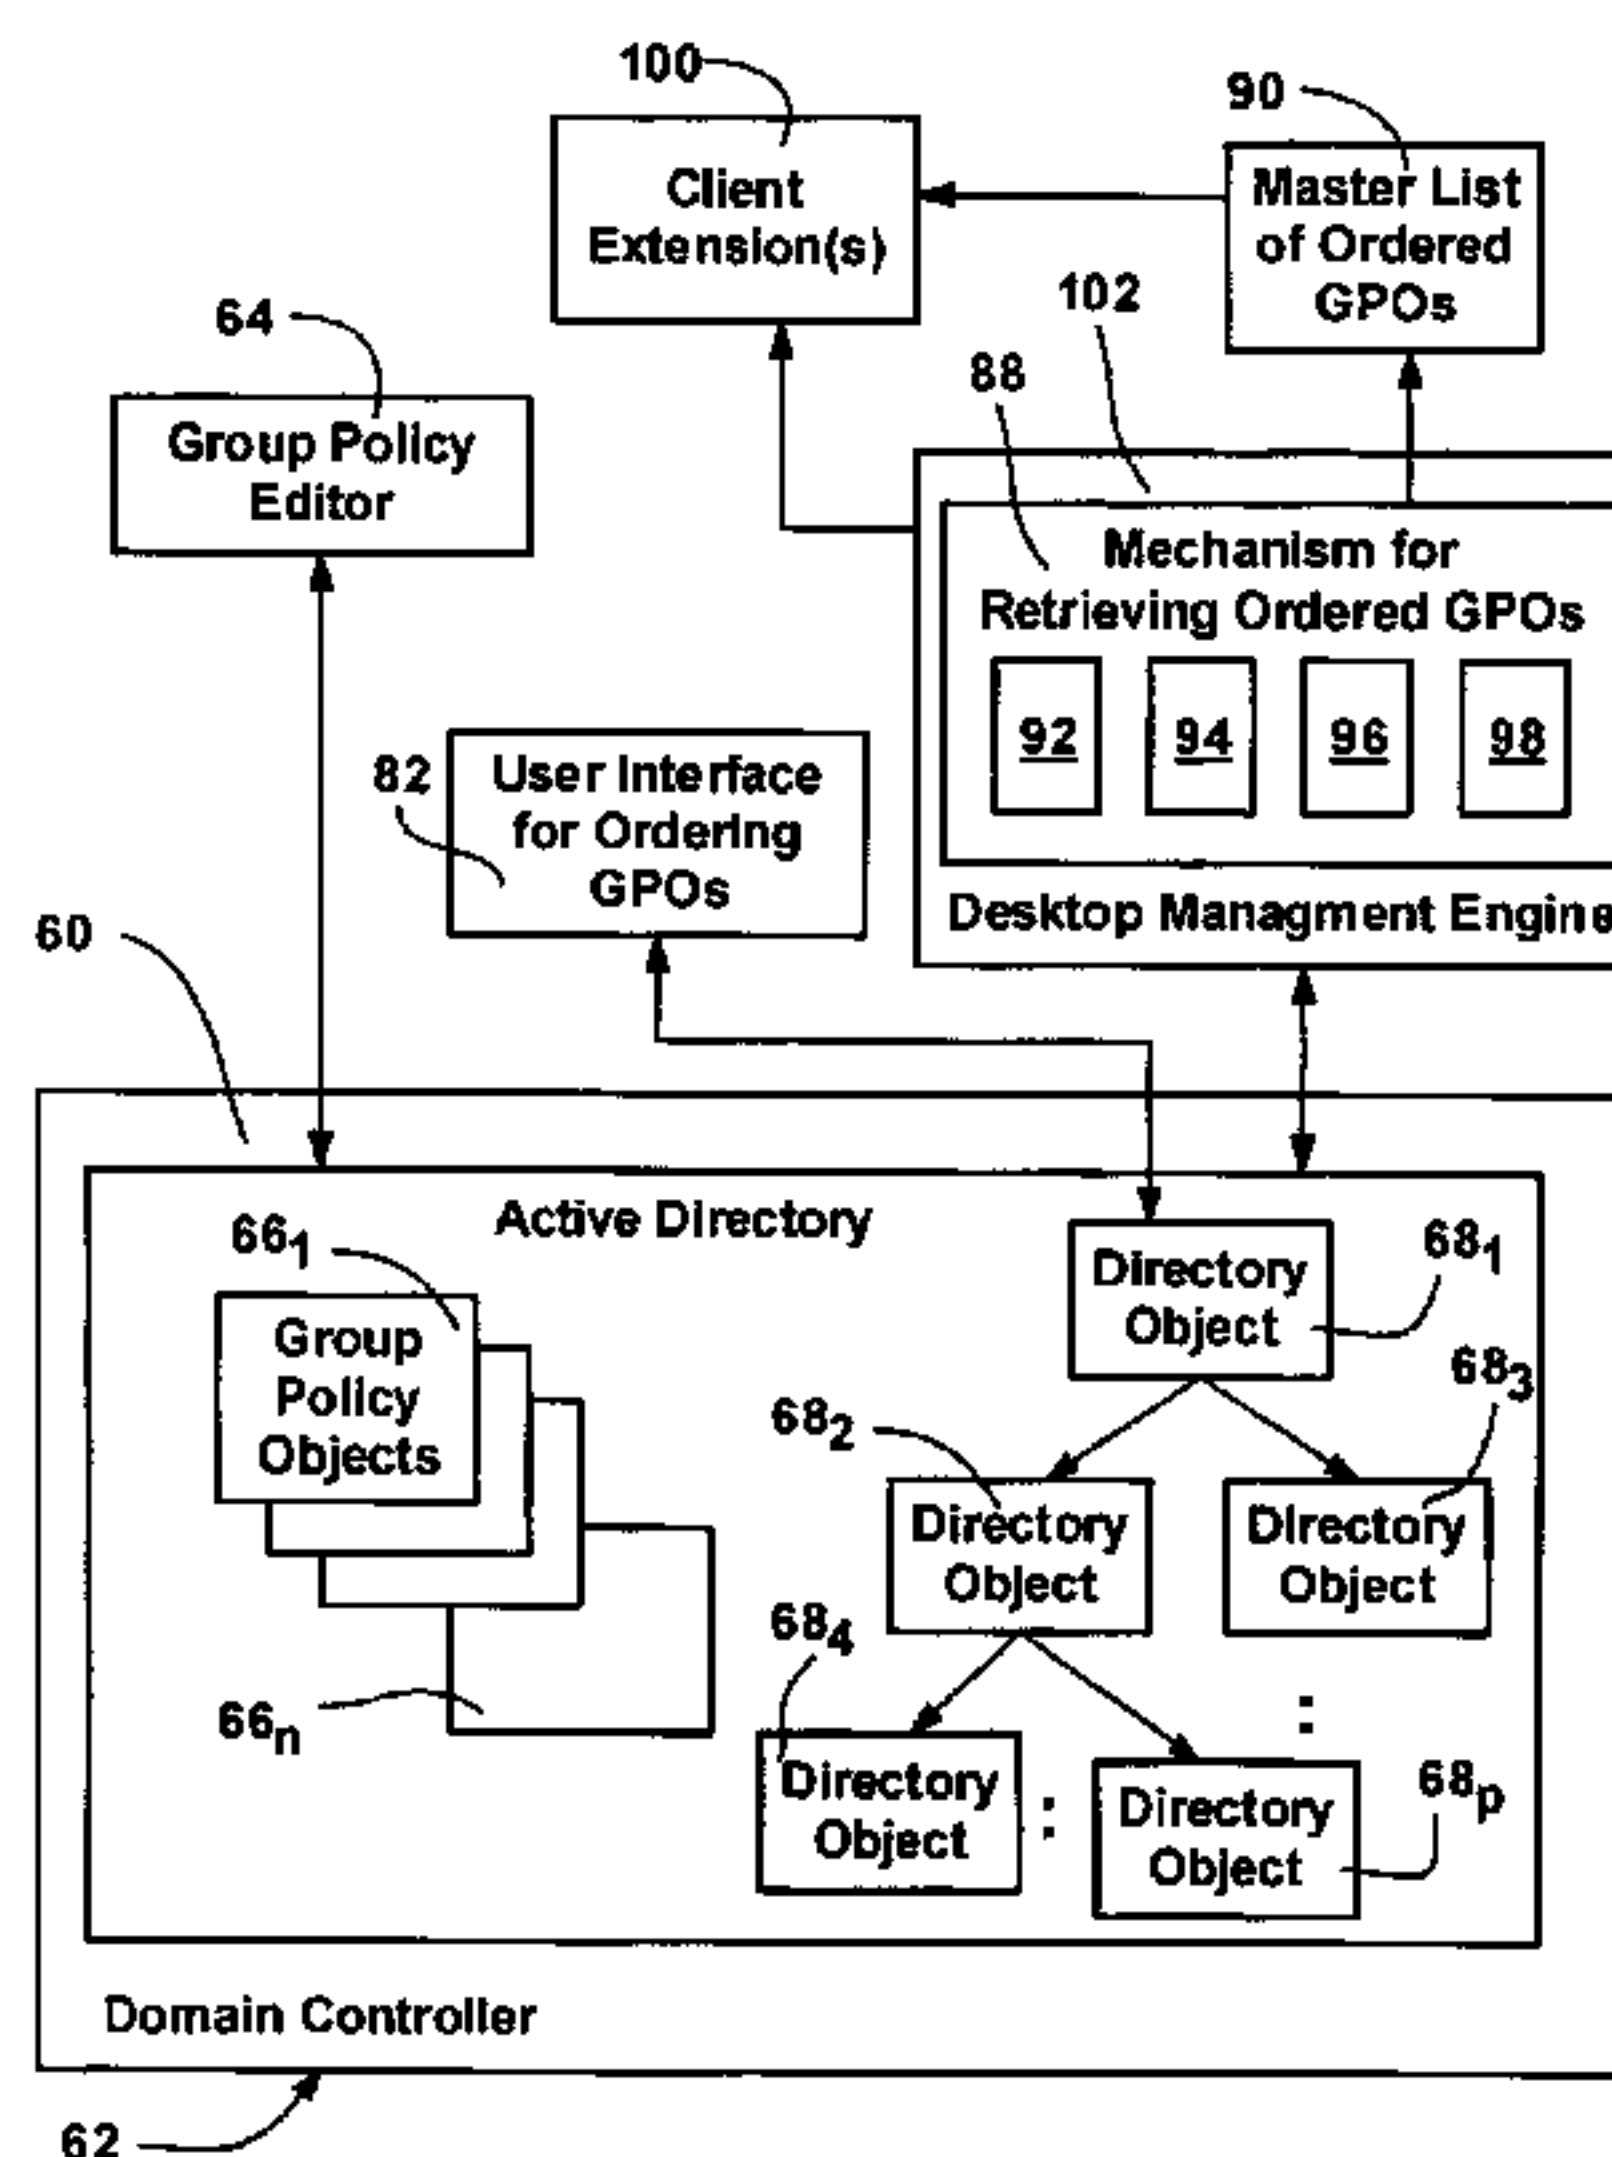 100
90
Client
Extension(s)
Master List
of Ordered
GPOs
102
64
88
Group Policy
Editor
Mechanism for
Retrieving Ordered GPOs
92 94 96 98
82
User Interface
for Ordering
GPOs
Desktop Managment Engine
60
Active Directory
66₁
Group
Policy
Objects
66ₙ
Directory
Object
68₁
68₃
68₂
Directory
Object
Directory
Object
68₄
:
Directory
Object
:
Directory
Object
68ₚ
Domain Controller
62